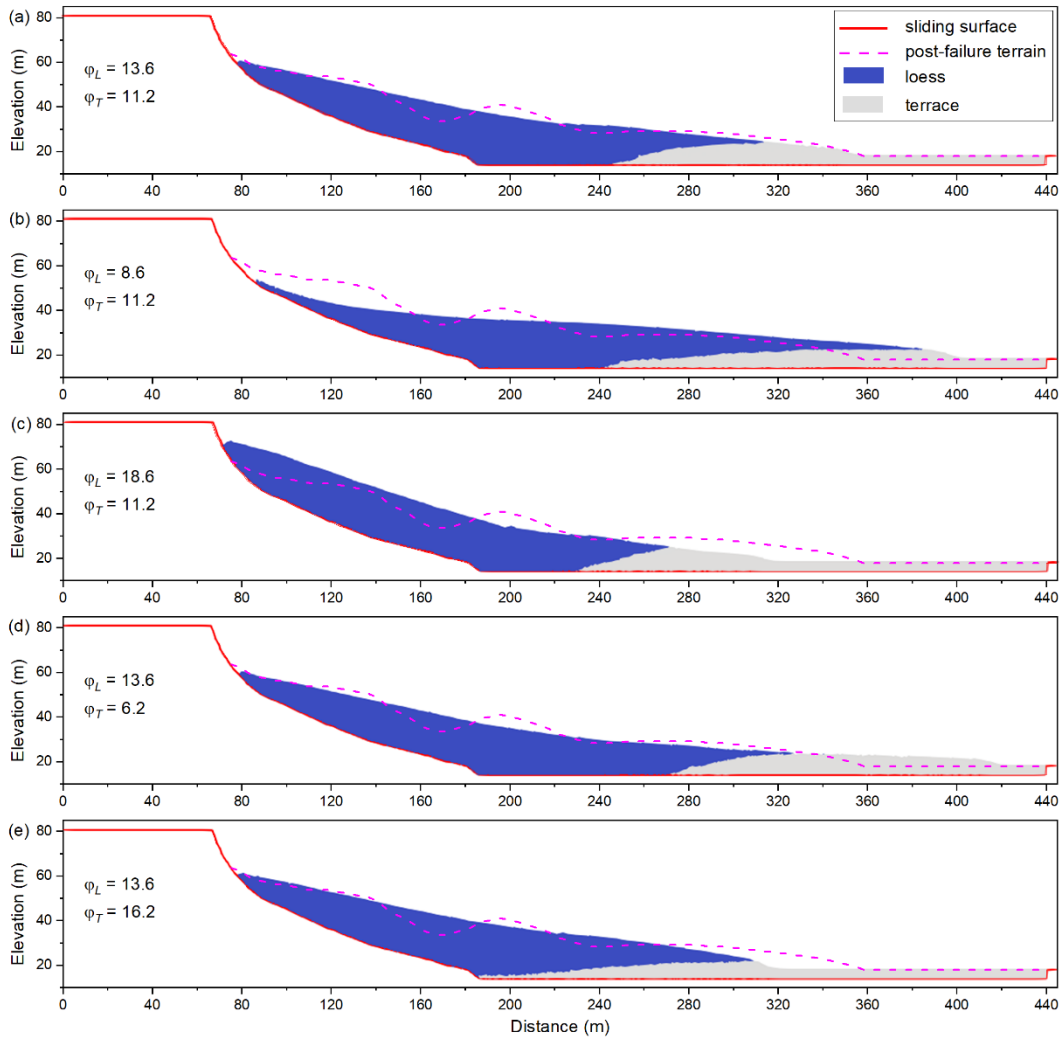 (a)
80
60
40
20
Elevation (m)
φL = 13.6
φT = 11.2
sliding surface
post-failure terrain
loess
terrace
0 40 80 120 160 200 240 280 320 360 400 440
(b)
80
60
40
20
Elevation (m)
φL = 8.6
φT = 11.2
0 40 80 120 160 200 240 280 320 360 400 440
(c)
80
60
40
20
Elevation (m)
φL = 18.6
φT = 11.2
0 40 80 120 160 200 240 280 320 360 400 440
(d)
80
60
40
20
Elevation (m)
φL = 13.6
φT = 6.2
0 40 80 120 160 200 240 280 320 360 400 440
(e)
80
60
40
20
Elevation (m)
φL = 13.6
φT = 16.2
0 40 80 120 160 200 240 280 320 360 400 440
Distance (m)